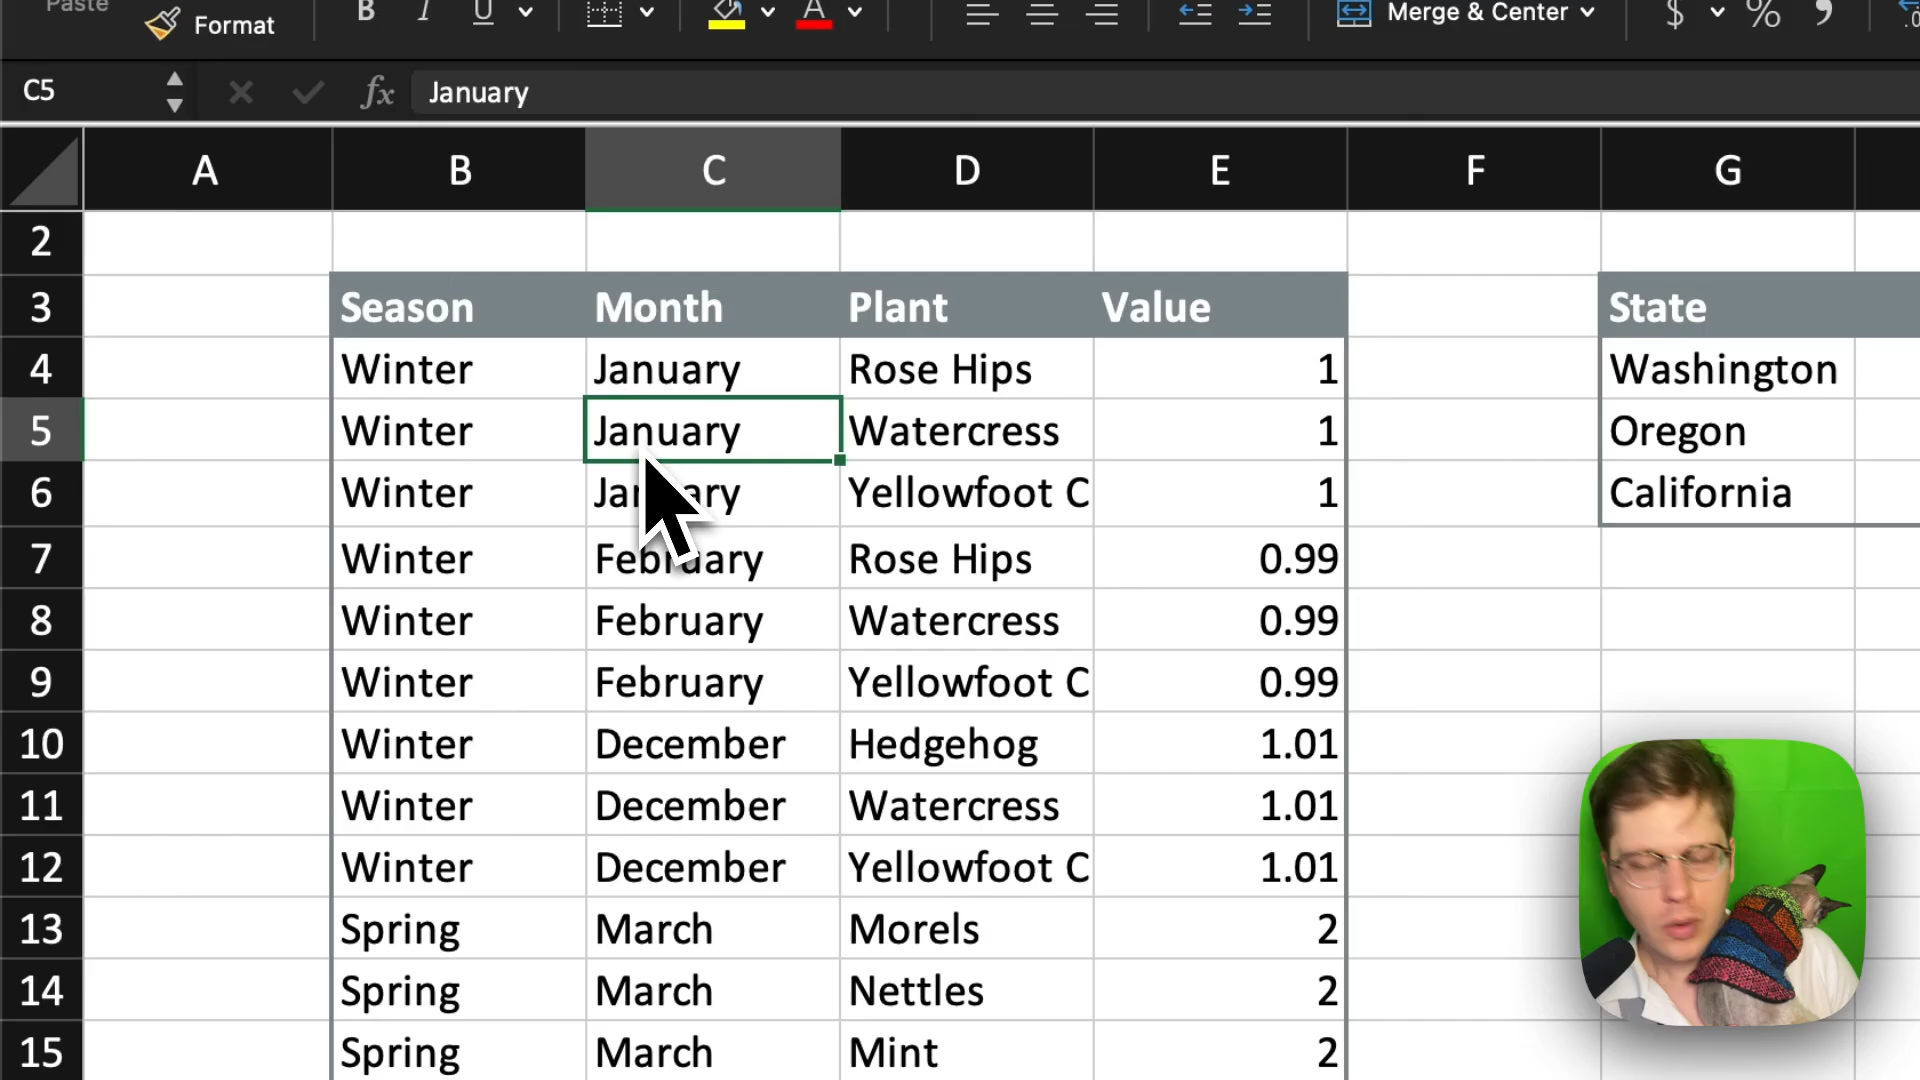 Paste
Format
B I U A Merge & Center $ % 9
C5 fx January
A B C D E F G
2
3 Season Month Plant Value State
4 Winter January Rose Hips 1 Washington
5 Winter January Watercress 1 Oregon
6 Winter January Yellowfoot C 1 California
7 Winter February Rose Hips 0.99
8 Winter February Watercress 0.99
9 Winter February Yellowfoot C 0.99
10 Winter December Hedgehog 1.01
11 Winter December Watercress 1.01
12 Winter December Yellowfoot C 1.01
13 Spring March Morels 2
14 Spring March Nettles 2
15 Spring March Mint 2